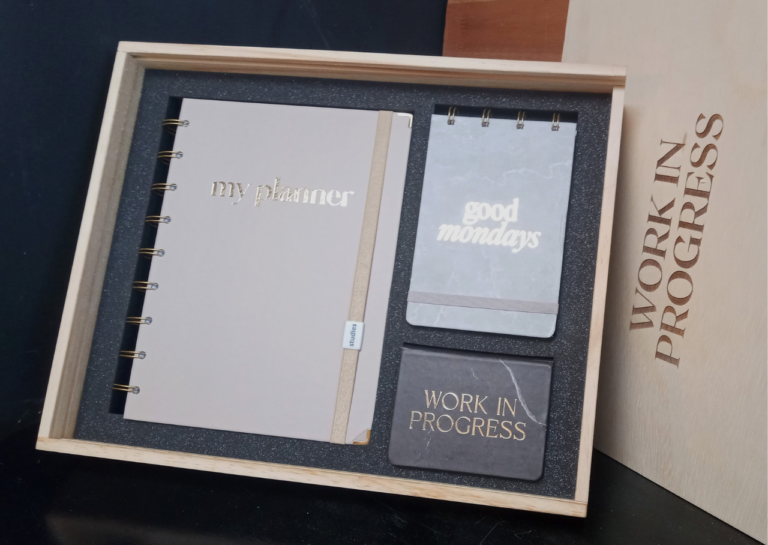 my planner
studies
good
mondays
WORK IN
PROGRESS
WORK IN
PROGRESS